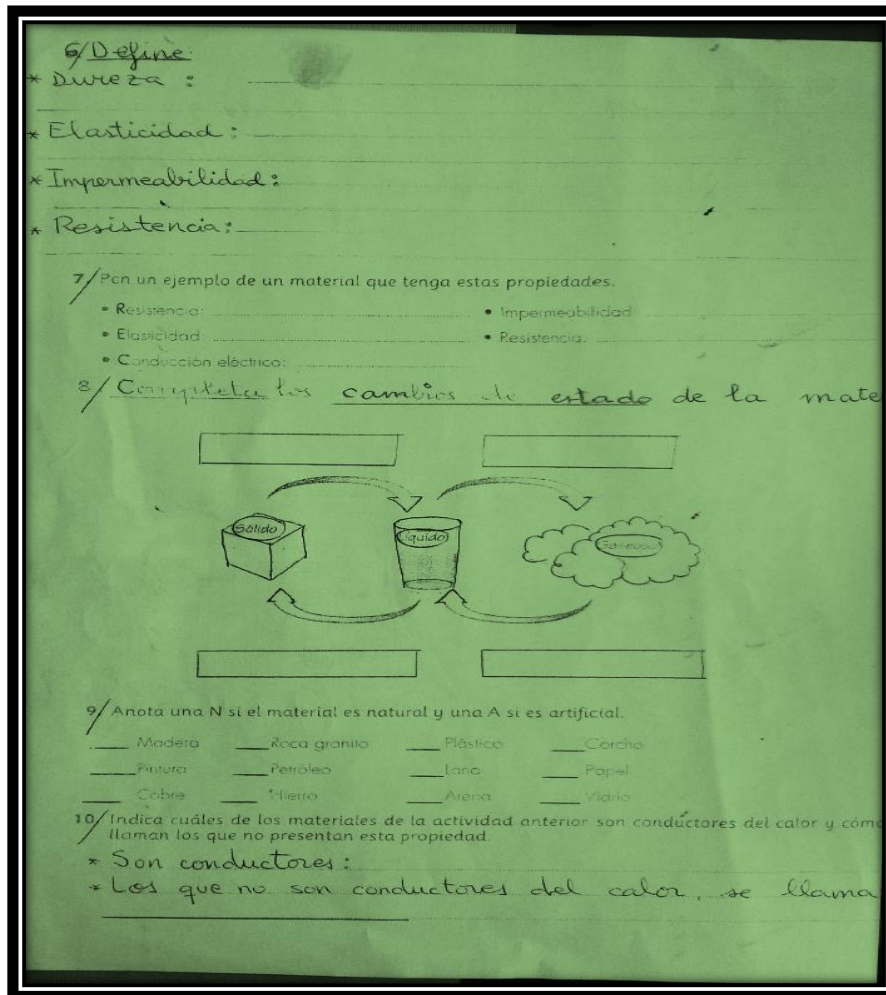 6/ Define
* Dureza :
* Elasticidad :
* Impermeabilidad :
* Resistencia :
7/ Pon un ejemplo de un material que tenga estas propiedades.
• Resistencia: • Impermeabilidad
• Elasticidad: • Resistencia:
• Conducción eléctrica:
8/ Completa los cambios de estado de la mate
Sólido Líquido Gaseoso
9/ Anota una N si el material es natural y una A si es artificial.
Madera Roca granito Plástico Corcho
Pintura Petróleo Lana Papel
Cobre Hierro Arena Vidrio
10/ Indica cuáles de los materiales de la actividad anterior son conductores del calor y cómo
llaman los que no presentan esta propiedad.
* Son conductores :
* Los que no son conductores del calor, se llama